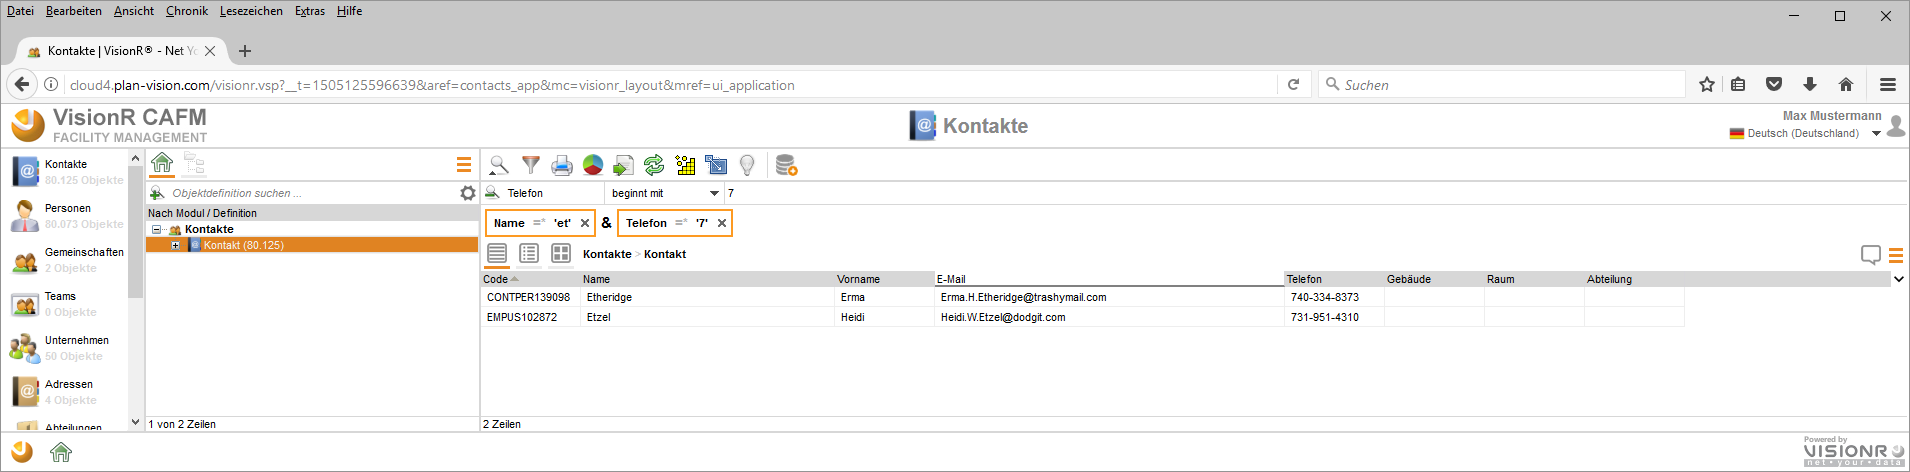 Datei Bearbeiten Ansicht Chronik Lesezeichen Extras Hilfe
Kontakte | VisionR® - Net Yo
cloud4.plan-vision.com/visionr.vsp?__t=1505125596639&aref=contacts_app&mc=visionr_layout&mref=ui_application
Suchen
VisionR CAFM
FACILITY MANAGEMENT
Kontakte
Max Mustermann
Deutsch (Deutschland)
Kontakte
80.125 Objekte
Personen
80.073 Objekte
Gemeinschaften
2 Objekte
Teams
0 Objekte
Unternehmen
50 Objekte
Adressen
4 Objekte
Abteilungen
Objektdefinition suchen ...
Nach Modul / Definition
Kontakte
Kontakt (80.125)
1 von 2 Zeilen
Telefon beginnt mit 7
Name =* 'et' & Telefon =* '7'
Kontakte > Kontakt
Code Name Vorname E-Mail Telefon Gebäude Raum Abteilung
CONTPER139098 Etheridge Erma Erma.H.Etheridge@trashymail.com 740-334-8373
EMPUS102872 Etzel Heidi Heidi.W.Etzel@dodgit.com 731-951-4310
2 Zeilen
Powered by
VISIONR
net • your • data